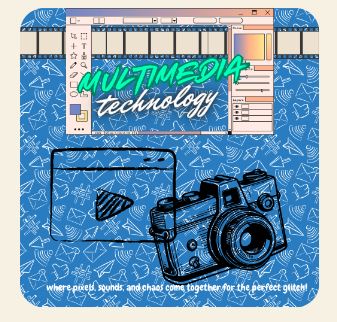 MULTIMEDIA
technology
where pixels, sounds, and chaos come together for the perfect glitch!